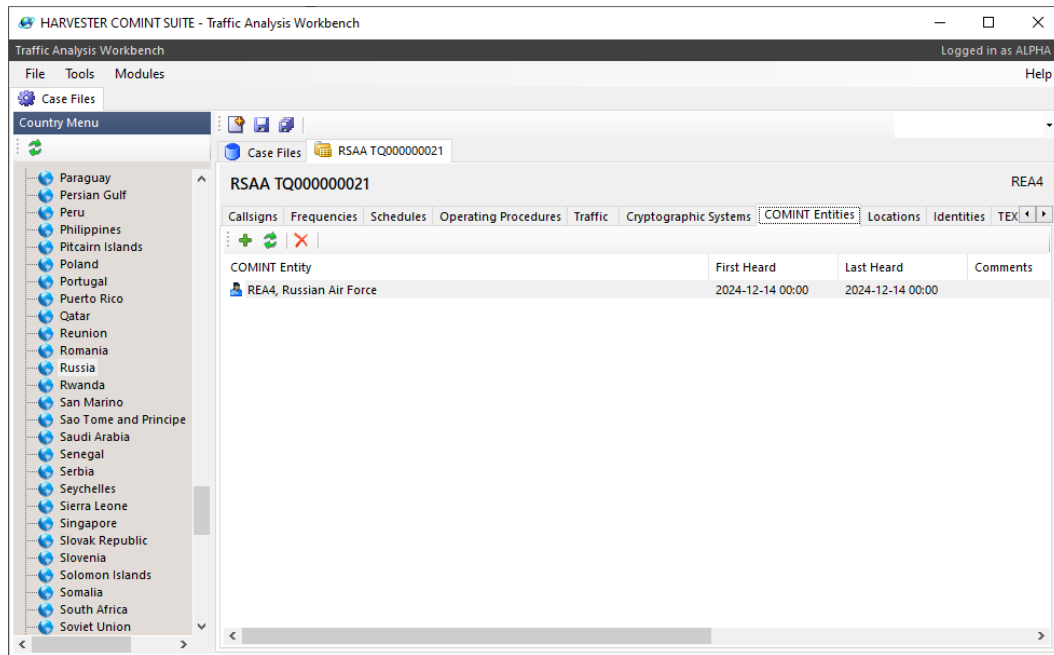 HARVESTER COMINT SUITE - Traffic Analysis Workbench
Traffic Analysis Workbench Logged in as ALPHA
File Tools Modules Help
Case Files
Country Menu
Case Files RSAA TQ000000021
RSAA TQ000000021 REA4
Callsigns Frequencies Schedules Operating Procedures Traffic Cryptographic Systems COMINT Entities Locations Identities TEX
COMINT Entity First Heard Last Heard Comments
REA4, Russian Air Force 2024-12-14 00:00 2024-12-14 00:00
Paraguay
Persian Gulf
Peru
Philippines
Pitcairn Islands
Poland
Portugal
Puerto Rico
Qatar
Reunion
Romania
Russia
Rwanda
San Marino
Sao Tome and Principe
Saudi Arabia
Senegal
Serbia
Seychelles
Sierra Leone
Singapore
Slovak Republic
Slovenia
Solomon Islands
Somalia
South Africa
Soviet Union